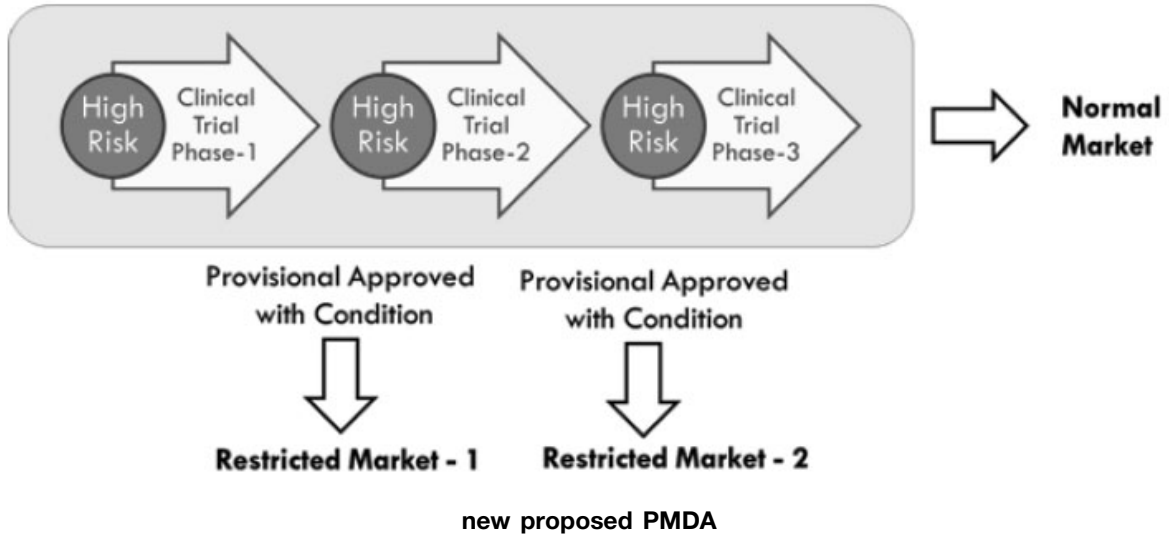 High
Risk
Clinical
Trial
Phase-1
High
Risk
Clinical
Trial
Phase-2
High
Risk
Clinical
Trial
Phase-3
Normal
Market
Provisional Approved
with Condition
Provisional Approved
with Condition
Restricted Market - 1
Restricted Market - 2
new proposed PMDA